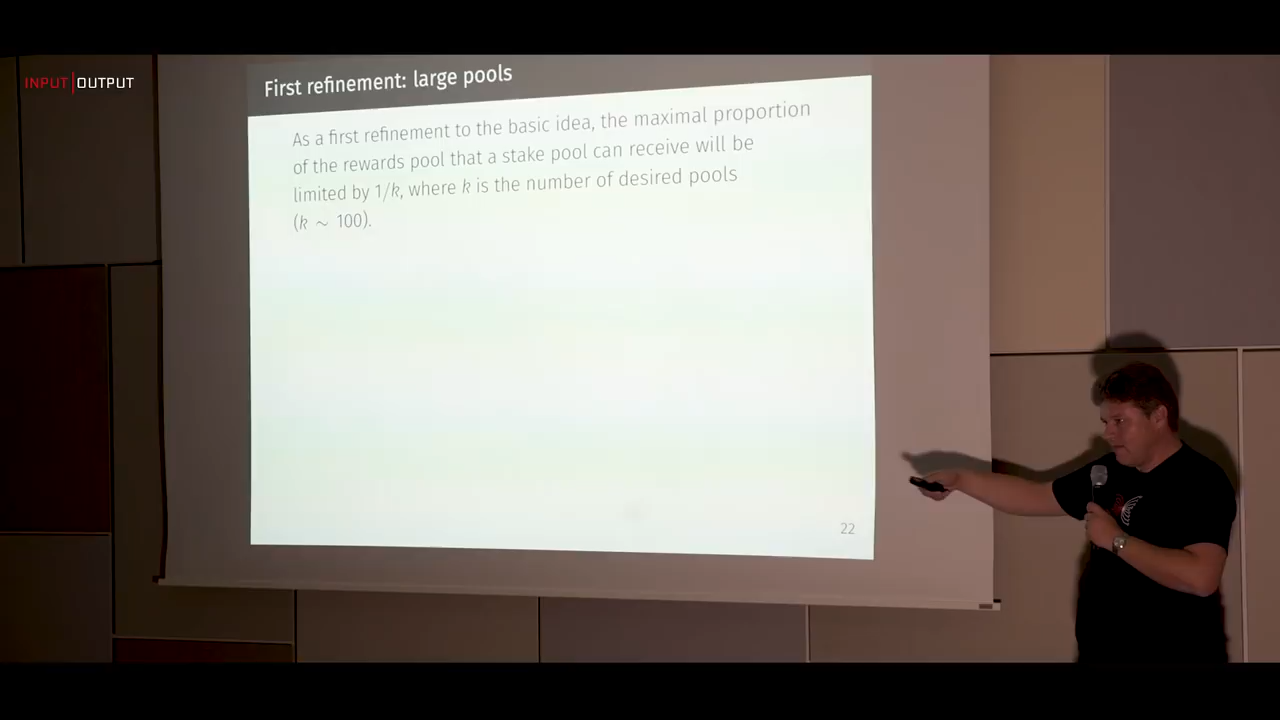 INPUT|OUTPUT
First refinement: large pools
As a first refinement to the basic idea, the maximal proportion
of the rewards pool that a stake pool can receive will be
limited by 1/k, where k is the number of desired pools
(k ∼ 100).
22